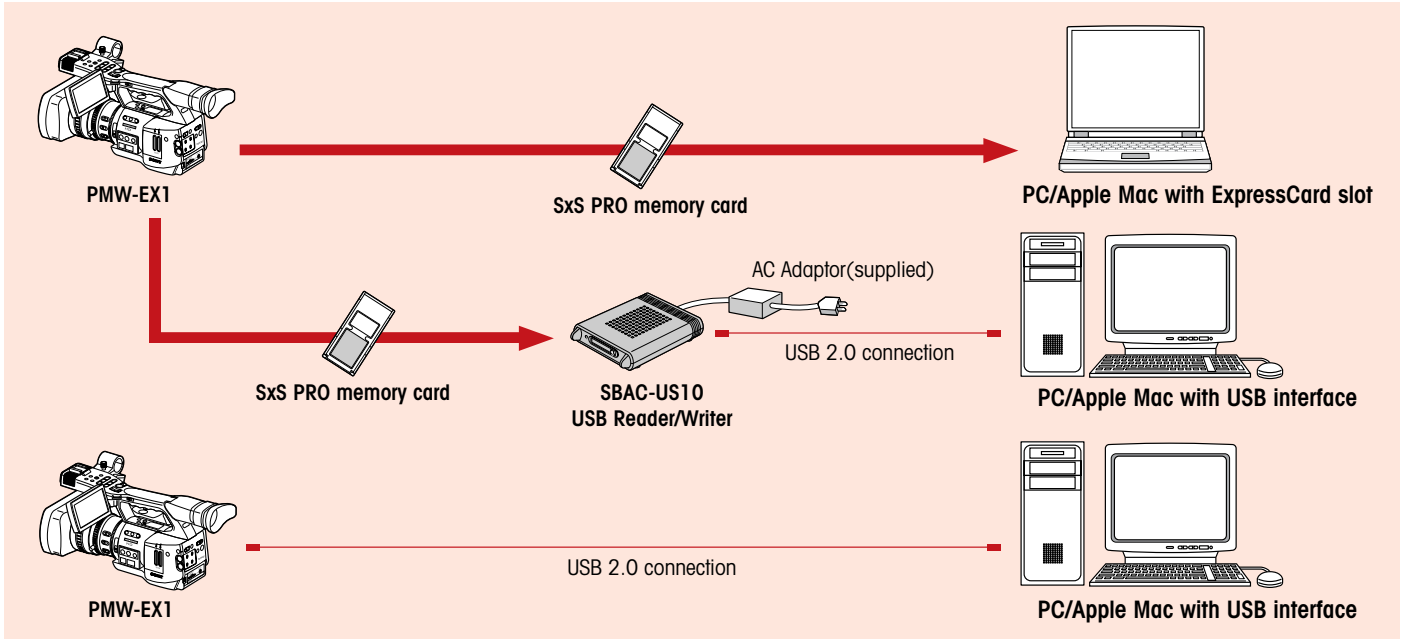 PMW-EX1
SxS PRO memory card
PC/Apple Mac with ExpressCard slot
AC Adaptor(supplied)
USB 2.0 connection
SxS PRO memory card
SBAC-US10
USB Reader/Writer
PC/Apple Mac with USB interface
USB 2.0 connection
PMW-EX1
PC/Apple Mac with USB interface